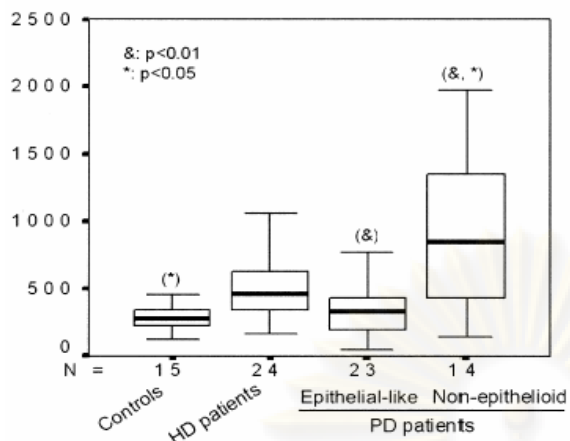 2500
&: p<0.01
*: p<0.05
(&, *)
2000
1500
1000
(&)
500
(*)
0
N = 15 24 23 14
Controls
HD patients
Epithelial-like Non-epithelioid
PD patients